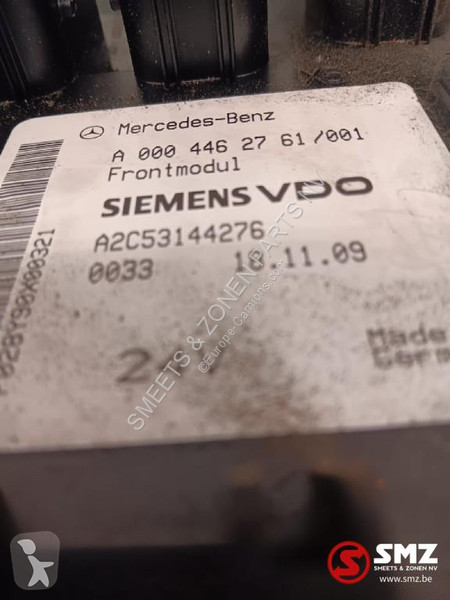 Mercedes-Benz
A 000 446 27 61/001
Frontmodul
SIEMENS VDO
A2C53144276
0033 18.11.09
Made
Germ
SMEETS & ZONEN PARTS
©Europe-Camions.com
SMZ
SMEETS & ZONEN NV
www.smz.be